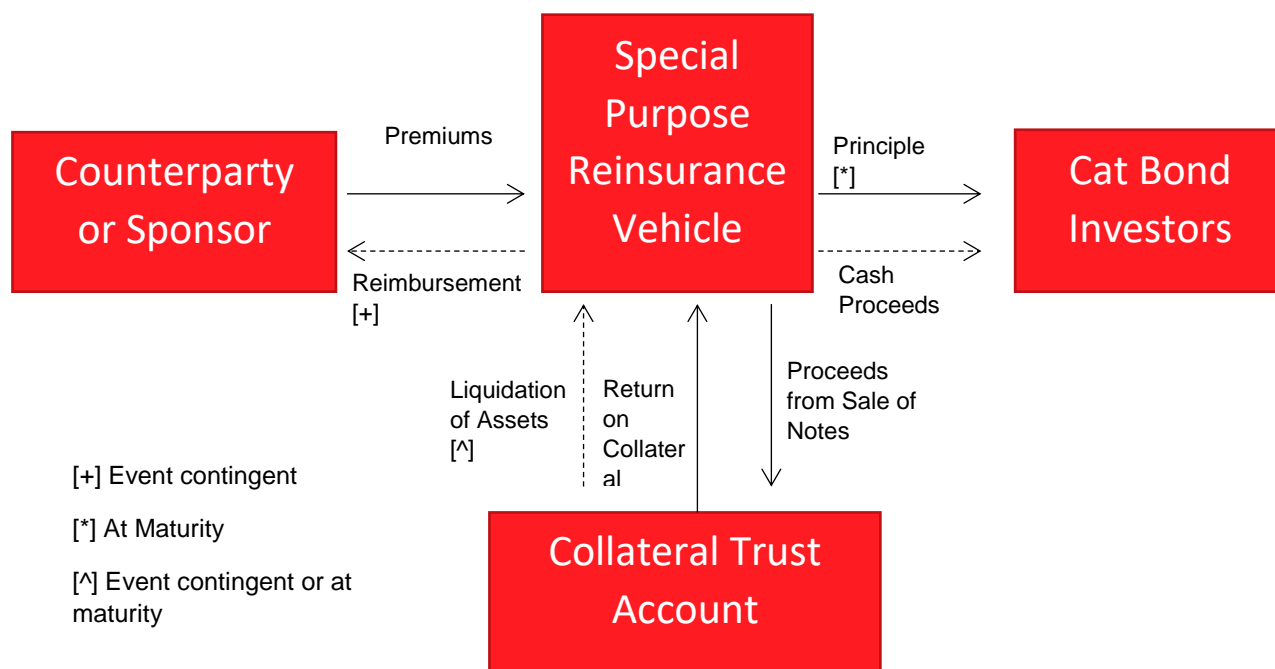 Special
Purpose
Reinsurance
Vehicle
Counterparty
or Sponsor
Premiums
Reimbursement
[+]
Principle
[*]
Cash
Proceeds
Cat Bond
Investors
Liquidation
of Assets
[^]
Return
on
Collater
al
Proceeds
from Sale of
Notes
[+] Event contingent
[*] At Maturity
[^] Event contingent or at
maturity
Collateral Trust
Account